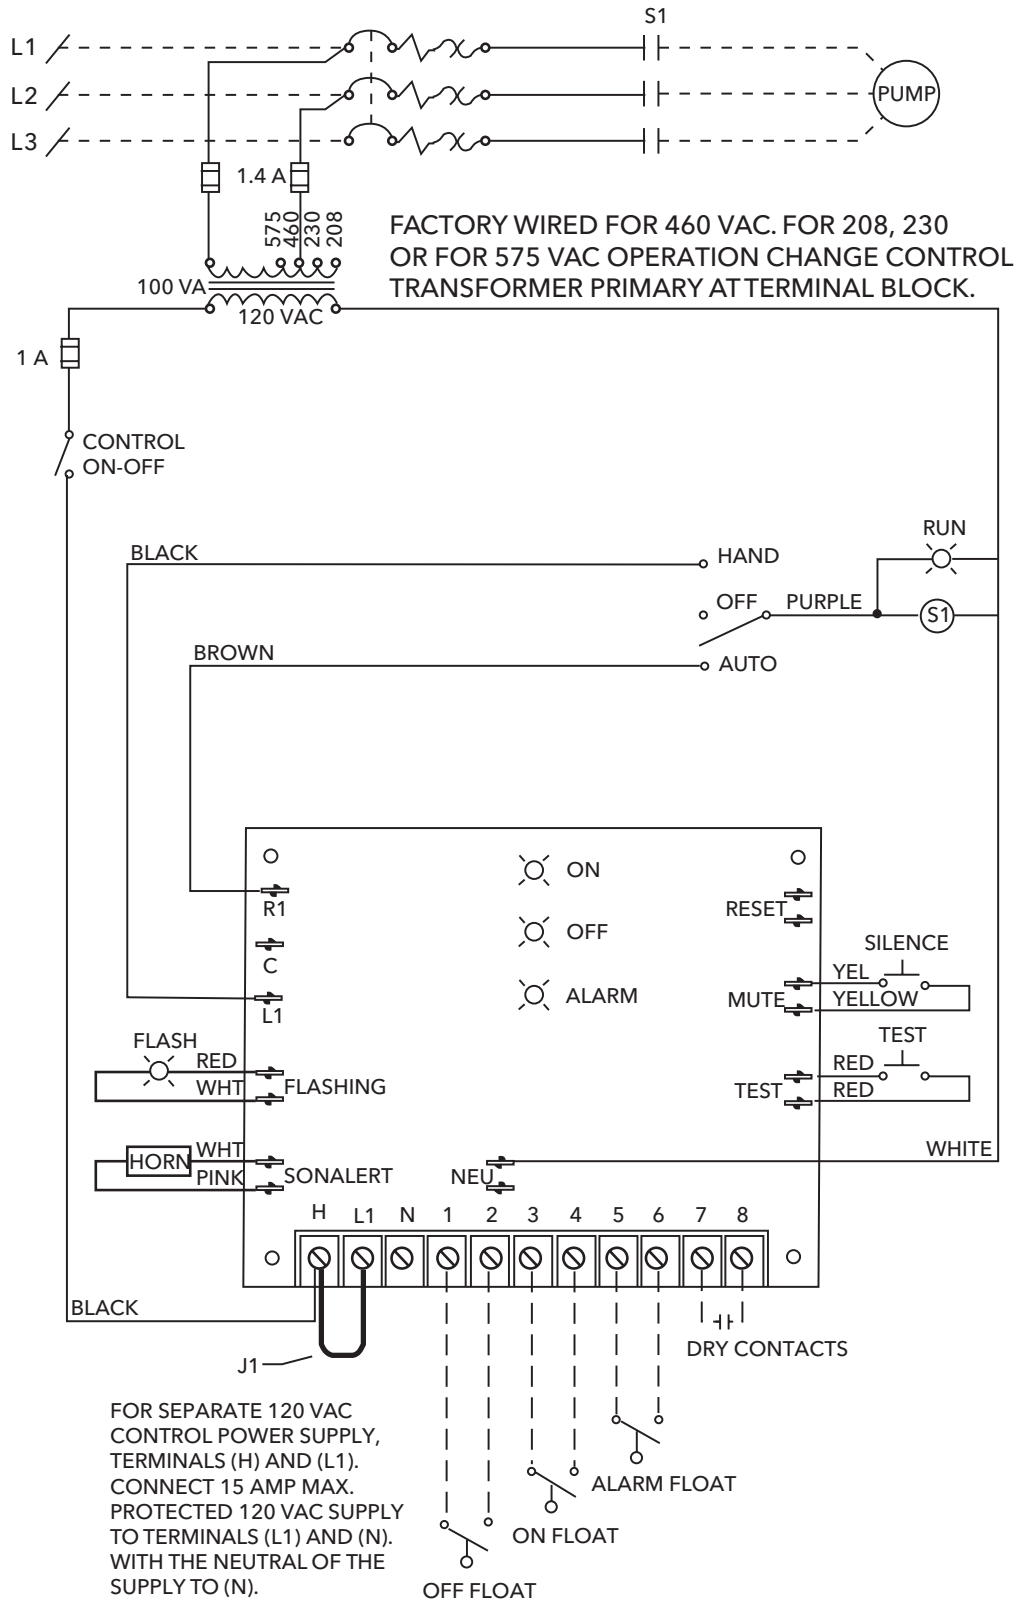 S1
L1
L2
L3
PUMP
1.4 A
575
460
230
208
FACTORY WIRED FOR 460 VAC. FOR 208, 230
OR FOR 575 VAC OPERATION CHANGE CONTROL
TRANSFORMER PRIMARY AT TERMINAL BLOCK.
100 VA
120 VAC
1 A
CONTROL
ON-OFF
RUN
BLACK
HAND
OFF
PURPLE
S1
BROWN
AUTO
ON
R1
RESET
OFF
SILENCE
C
YEL
ALARM
MUTE
YELLOW
L1
FLASH
TEST
RED
RED
WHT
FLASHING
TEST
RED
WHITE
WHT
HORN
PINK
SONALERT
NEU
H L1 N 1 2 3 4 5 6 7 8
BLACK
DRY CONTACTS
J1
FOR SEPARATE 120 VAC
CONTROL POWER SUPPLY,
TERMINALS (H) AND (L1).
CONNECT 15 AMP MAX.
PROTECTED 120 VAC SUPPLY
TO TERMINALS (L1) AND (N).
WITH THE NEUTRAL OF THE
SUPPLY TO (N).
ALARM FLOAT
ON FLOAT
OFF FLOAT